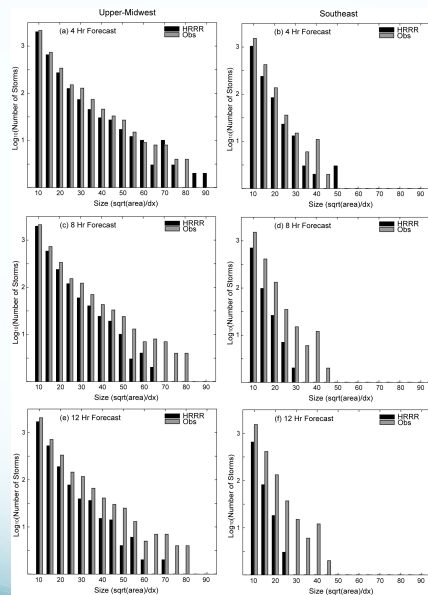 Upper-Midwest
Southeast
(a) 4 Hr Forecast
HRRR
Obs
3
2
1
Log10(Number of Storms)
10 20 30 40 50 60 70 80 90
Size (sqrt(area)/dx)
(b) 4 Hr Forecast
HRRR
Obs
3
2
1
Log10(Number of Storms)
10 20 30 40 50 60 70 80 90
Size (sqrt(area)/dx)
(c) 8 Hr Forecast
HRRR
Obs
3
2
1
Log10(Number of Storms)
10 20 30 40 50 60 70 80 90
Size (sqrt(area)/dx)
(d) 8 Hr Forecast
HRRR
Obs
3
2
1
Log10(Number of Storms)
10 20 30 40 50 60 70 80 90
Size (sqrt(area)/dx)
(e) 12 Hr Forecast
HRRR
Obs
3
2
1
Log10(Number of Storms)
10 20 30 40 50 60 70 80 90
Size (sqrt(area)/dx)
(f) 12 Hr Forecast
HRRR
Obs
3
2
1
Log10(Number of Storms)
10 20 30 40 50 60 70 80 90
Size (sqrt(area)/dx)